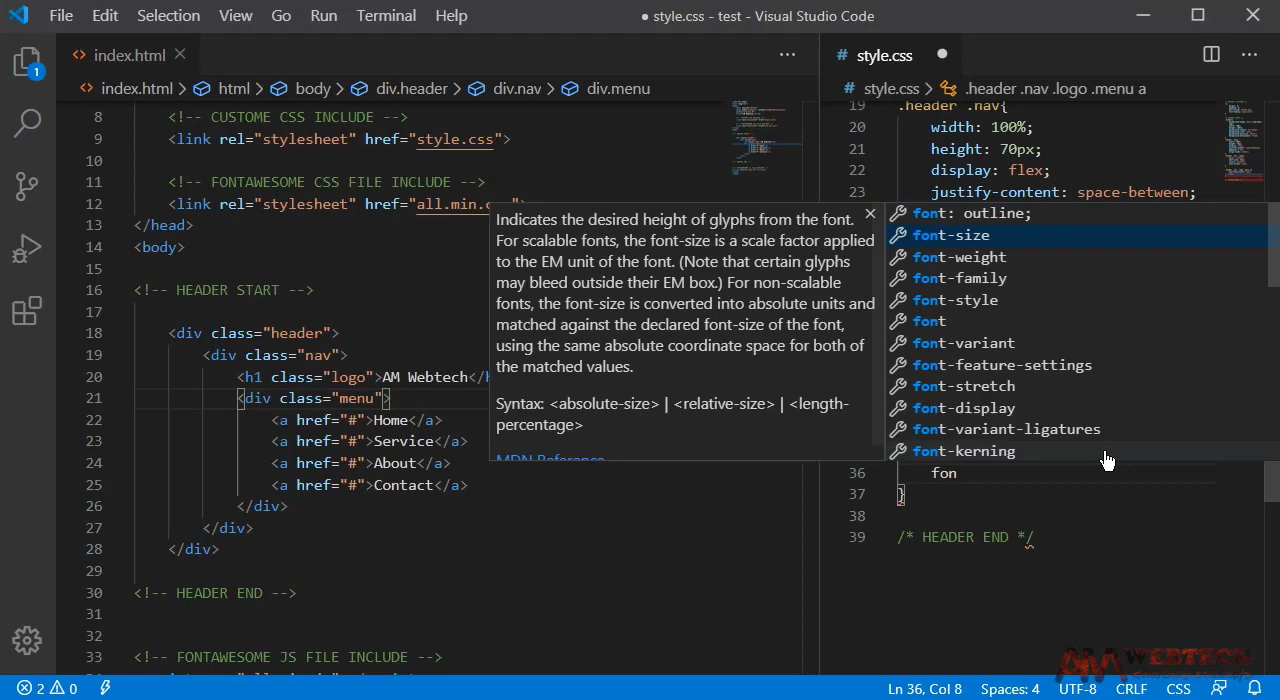 File Edit Selection View Go Run Terminal Help ● style.css - test - Visual Studio Code
1
<> index.html × ···
# style.css ● ···
<> index.html > html > body > div.header > div.nav > div.menu
# style.css > .header .nav .logo .menu a
8 <!-- CUSTOME CSS INCLUDE -->
9 <link rel="stylesheet" href="style.css">
10
11 <!-- FONTAWESOME CSS FILE INCLUDE -->
12 <link rel="stylesheet" href="all.min.c
13 </head>
14 <body>
15
16 <!-- HEADER START -->
17
18 <div class="header">
19 <div class="nav">
20 <h1 class="logo">AM Webtech</h
21 <div class="menu">
22 <a href="#">Home</a>
23 <a href="#">Service</a>
24 <a href="#">About</a>
25 <a href="#">Contact</a>
26 </div>
27 </div>
28 </div>
29
30 <!-- HEADER END -->
31
32
33 <!-- FONTAWESOME JS FILE INCLUDE -->
Indicates the desired height of glyphs from the font.
For scalable fonts, the font-size is a scale factor applied
to the EM unit of the font. (Note that certain glyphs
may bleed outside their EM box.) For non-scalable
fonts, the font-size is converted into absolute units and
matched against the declared font-size of the font,
using the same absolute coordinate space for both of
the matched values.
Syntax: <absolute-size> | <relative-size> | <length-
percentage>
MDN Reference
19 .header .nav{
20 width: 100%;
21 height: 70px;
22 display: flex;
23 justify-content: space-between;
font: outline;
font-size
font-weight
font-family
font-style
font
font-variant
font-feature-settings
font-stretch
font-display
font-variant-ligatures
font-kerning
36 fon
37 }
38
39 /* HEADER END */
AM WEBTECH
2 0 Ln 36, Col 8 Spaces: 4 UTF-8 CRLF CSS